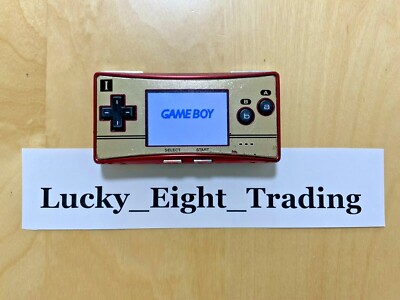 I
GAME BOY
B
A
SELECT START
Lucky_Eight_Trading